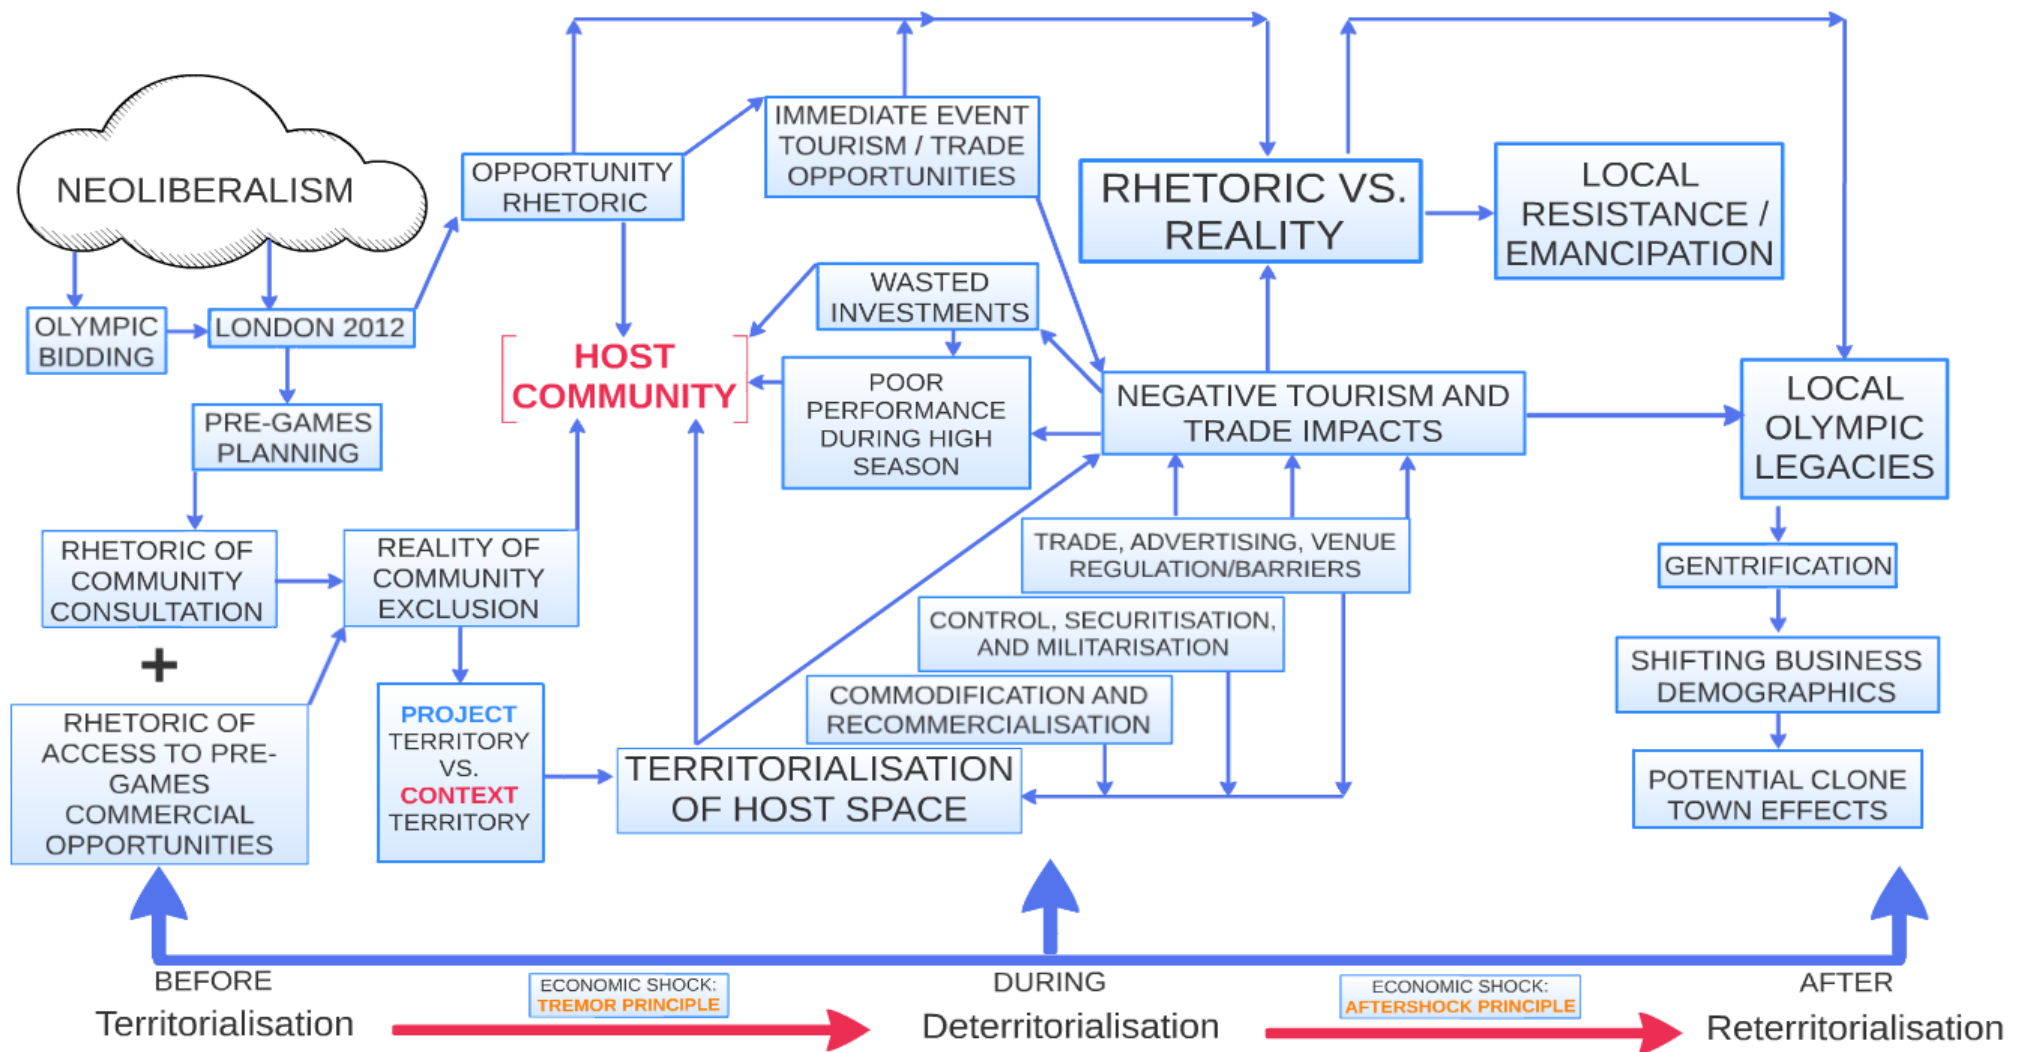 NEOLIBERALISM
OLYMPIC
BIDDING
LONDON 2012
PRE-GAMES
PLANNING
RHETORIC OF
COMMUNITY
CONSULTATION
+
RHETORIC OF
ACCESS TO PRE-
GAMES
COMMERCIAL
OPPORTUNITIES
REALITY OF
COMMUNITY
EXCLUSION
PROJECT
TERRITORY
VS.
CONTEXT
TERRITORY
OPPORTUNITY
RHETORIC
HOST
COMMUNITY
IMMEDIATE EVENT
TOURISM / TRADE
OPPORTUNITIES
WASTED
INVESTMENTS
POOR
PERFORMANCE
DURING HIGH
SEASON
NEGATIVE TOURISM AND
TRADE IMPACTS
TRADE, ADVERTISING, VENUE
REGULATION/BARRIERS
CONTROL, SECURITISATION,
AND MILITARISATION
COMMODIFICATION AND
RECOMMERCIALISATION
TERRITORIALISATION
OF HOST SPACE
RHETORIC VS.
REALITY
LOCAL
RESISTANCE /
EMANCIPATION
LOCAL
OLYMPIC
LEGACIES
GENTRIFICATION
SHIFTING BUSINESS
DEMOGRAPHICS
POTENTIAL CLONE
TOWN EFFECTS
BEFORE
Territorialisation
ECONOMIC SHOCK:
TREMOR PRINCIPLE
DURING
Deterritorialisation
ECONOMIC SHOCK:
AFTERSHOCK PRINCIPLE
AFTER
Reterritorialisation